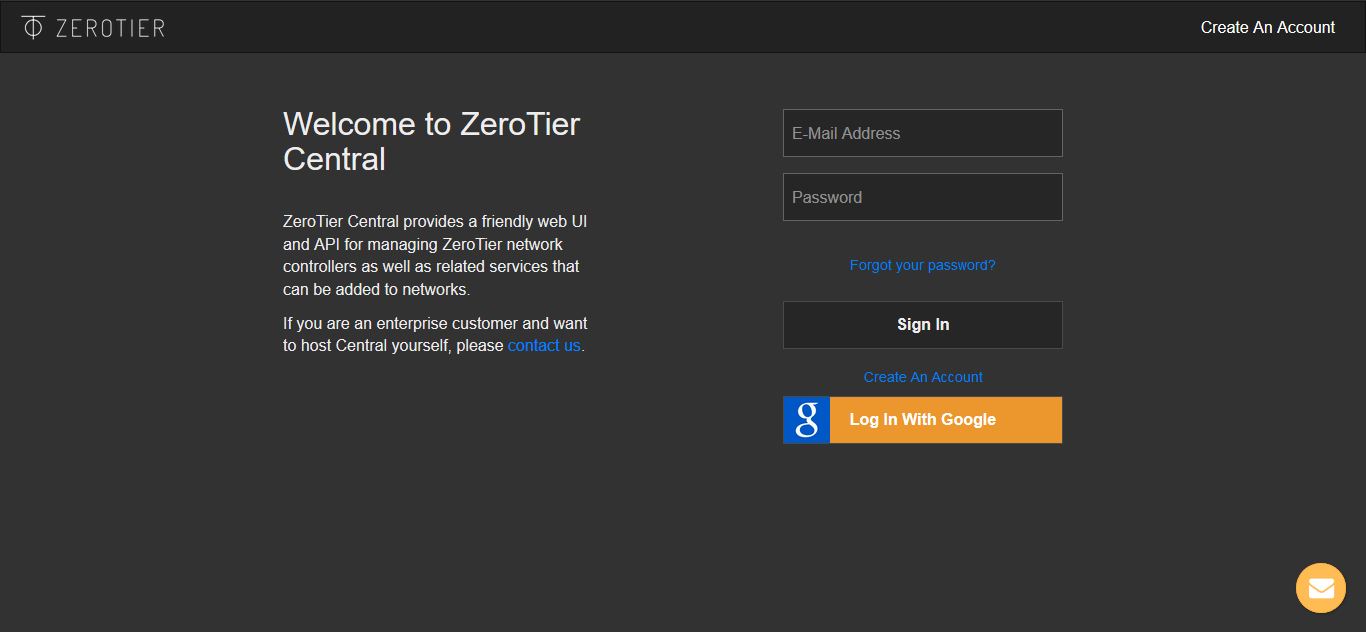 ZEROTIER
Create An Account
Welcome to ZeroTier
Central
ZeroTier Central provides a friendly web UI
and API for managing ZeroTier network
controllers as well as related services that
can be added to networks.
If you are an enterprise customer and want
to host Central yourself, please contact us.
E-Mail Address
Password
Forgot your password?
Sign In
Create An Account
g Log In With Google